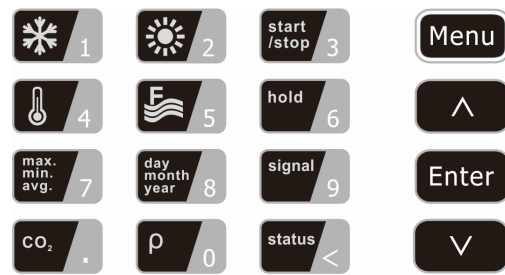 1
2
start
/stop
3
Menu
4
F
5
hold
6
max.
min.
avg.
7
day
month
year
8
signal
9
Enter
CO₂
.
ρ
0
status
<